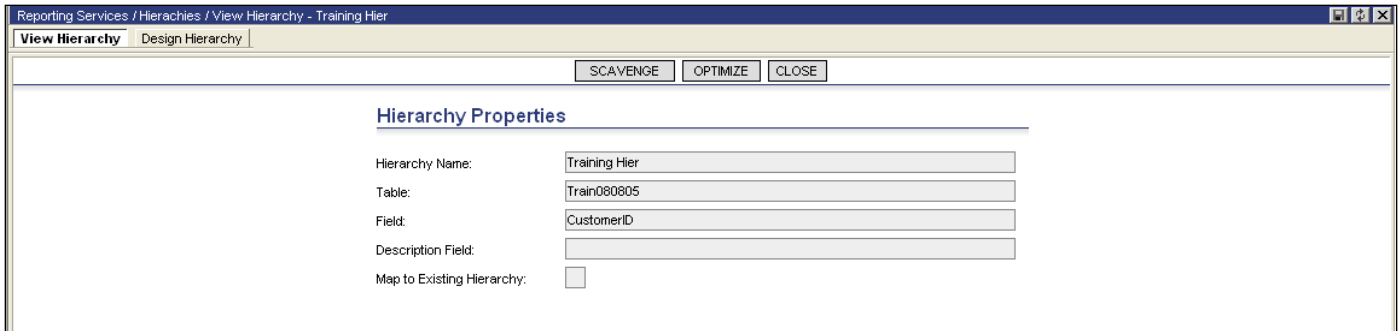 Reporting Services / Hierachies / View Hierarchy - Training Hier
View Hierarchy Design Hierarchy
SCAVENGE OPTIMIZE CLOSE
Hierarchy Properties
Hierarchy Name: Training Hier
Table: Train080805
Field: CustomerID
Description Field:
Map to Existing Hierarchy: